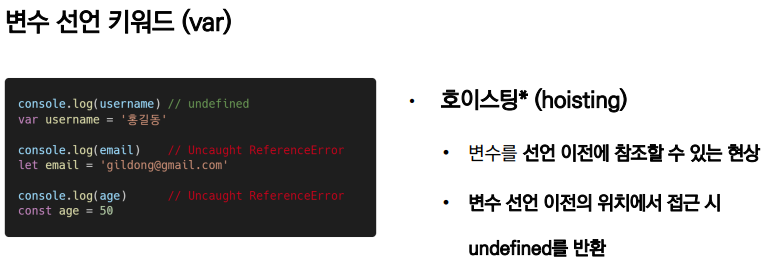 변수 선언 키워드 (var)
console.log(username) // undefined
var username = '홍길동'
console.log(email)    // Uncaught ReferenceError
let email = 'gildong@gmail.com'
console.log(age)      // Uncaught ReferenceError
const age = 50
• 호이스팅* (hoisting)
• 변수를 선언 이전에 참조할 수 있는 현상
• 변수 선언 이전의 위치에서 접근 시
undefined를 반환